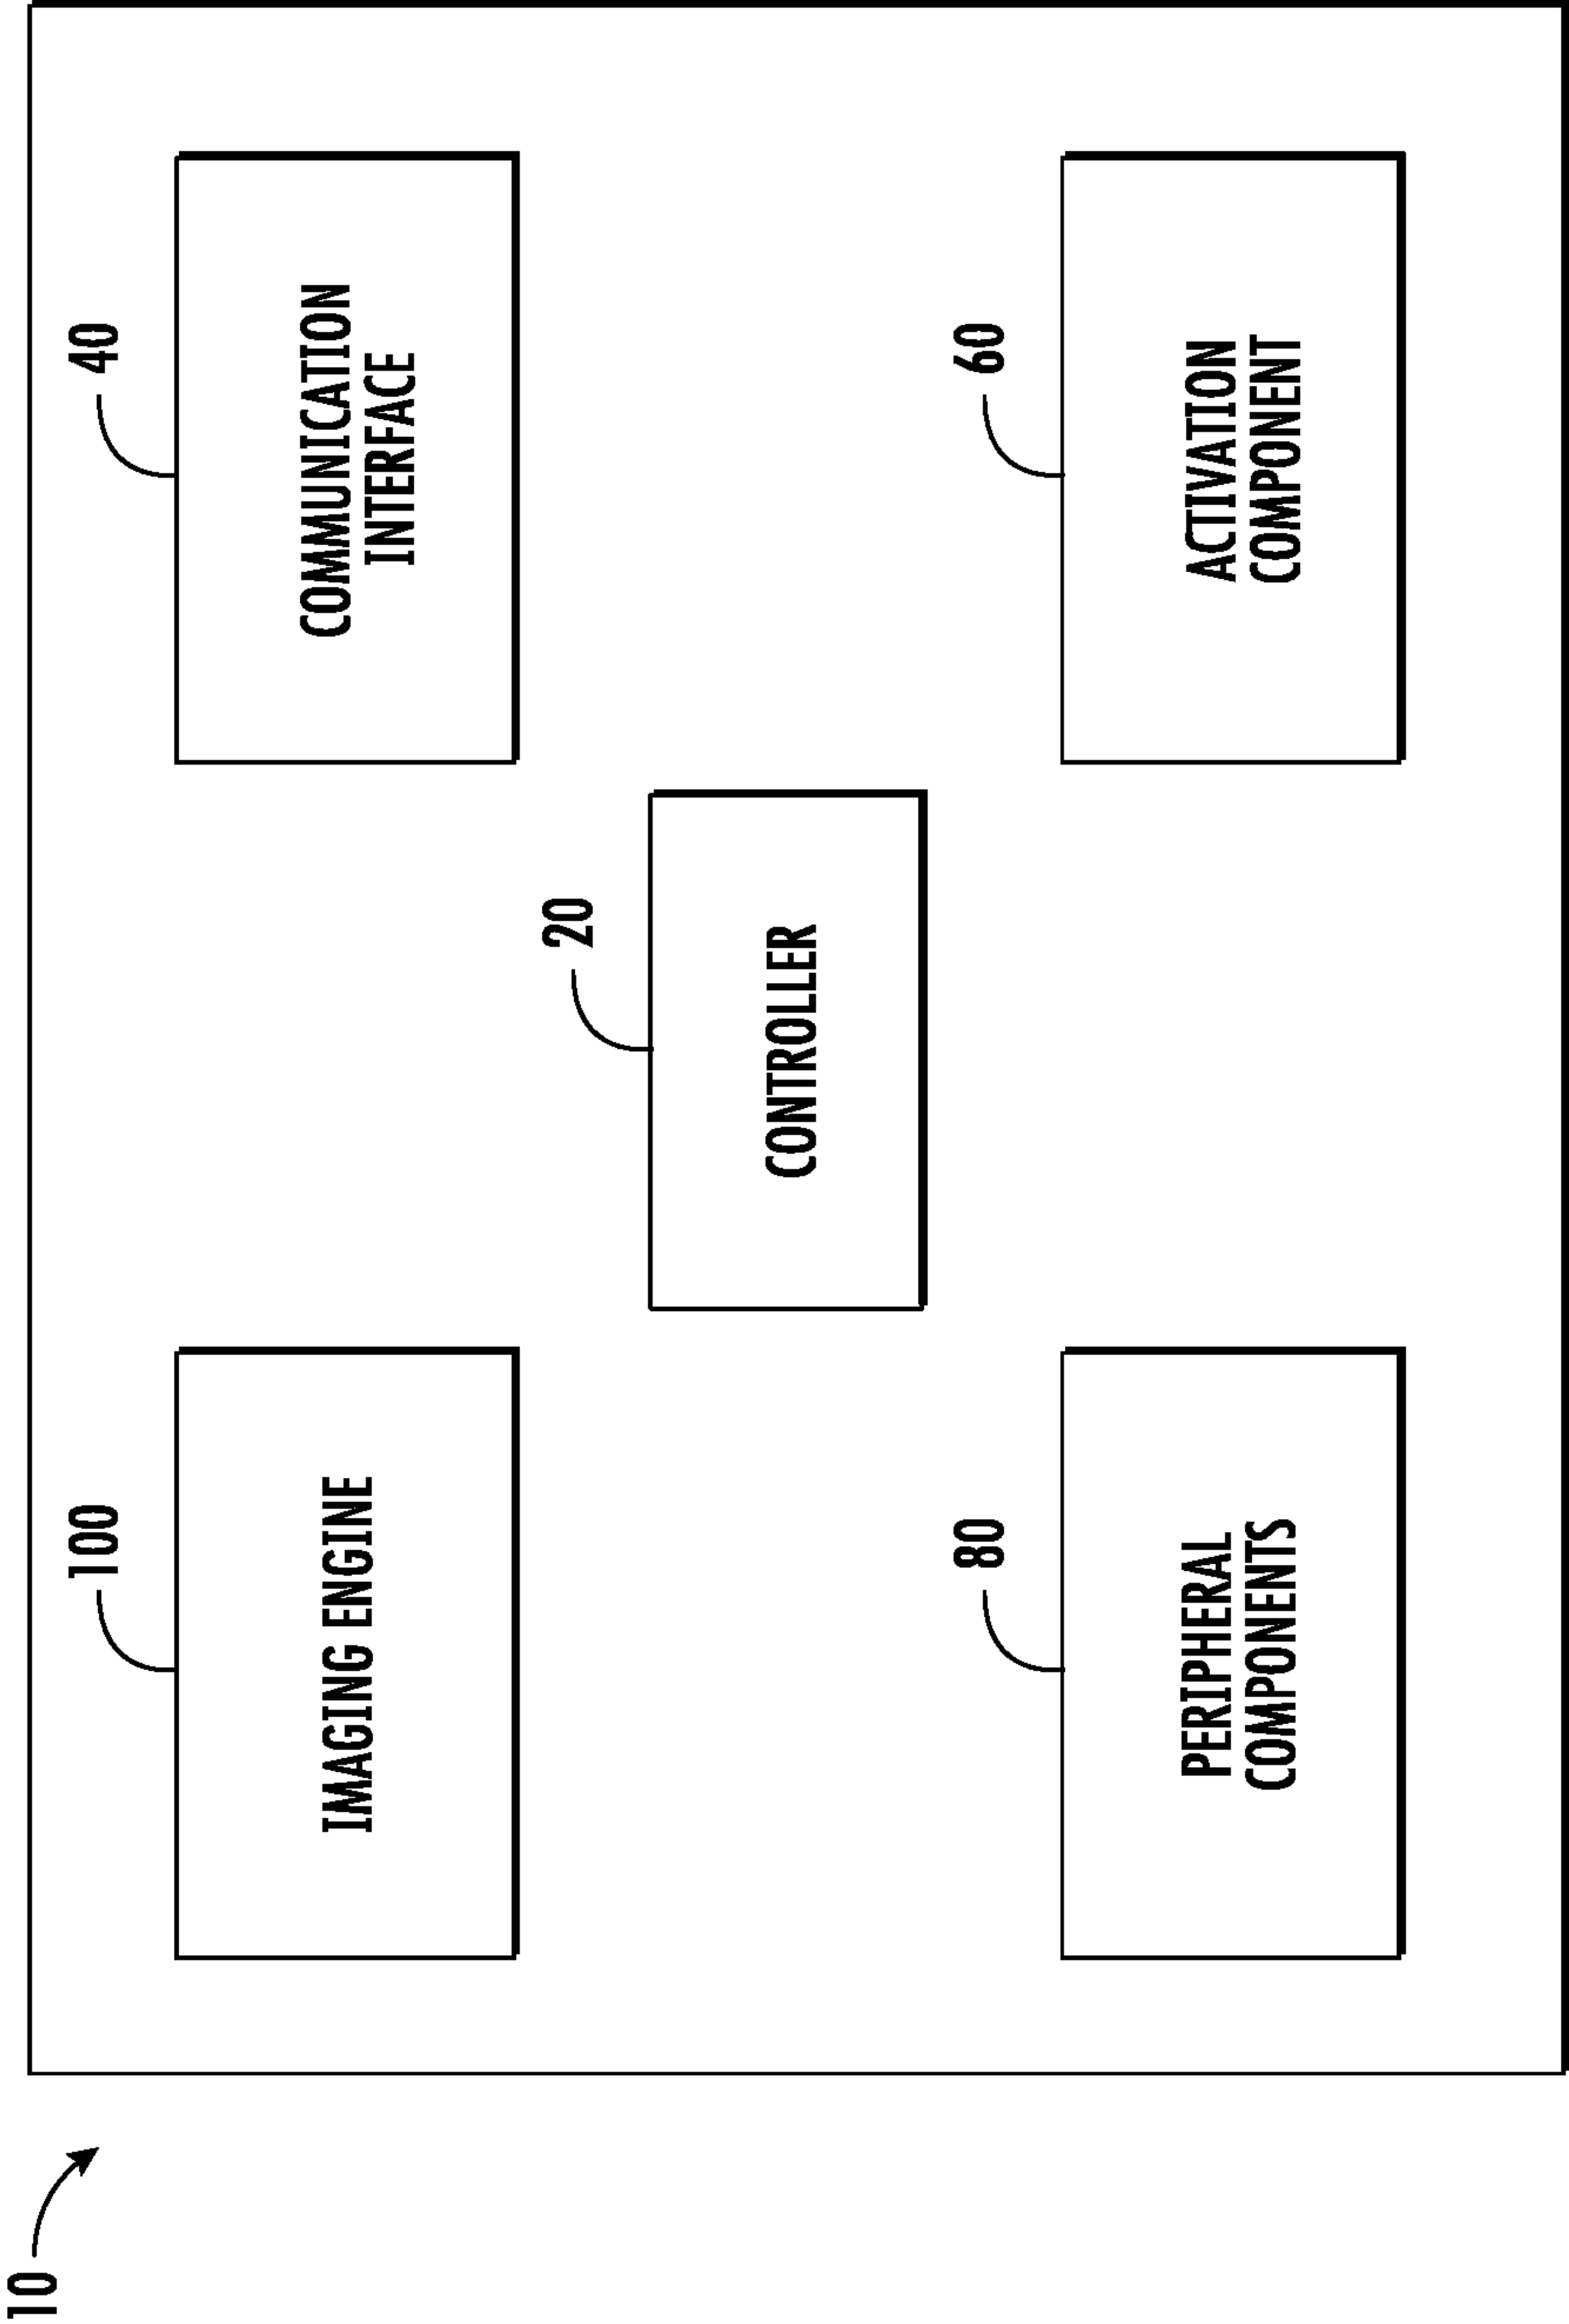 10
100
IMAGING ENGINE
40
COMMUNICATION
INTERFACE
20
CONTROLLER
80
PERIPHERAL
COMPONENTS
60
ACTIVATION
COMPONENT